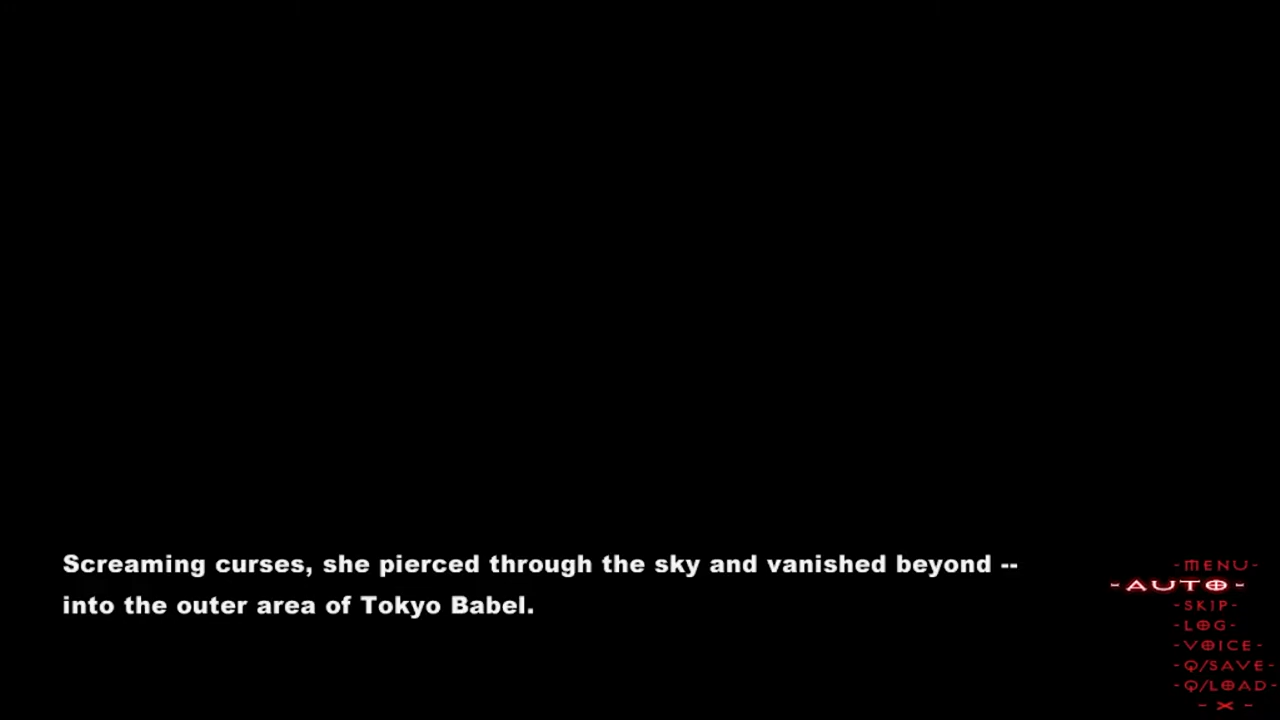 Screaming curses, she pierced through the sky and vanished beyond --
into the outer area of Tokyo Babel.
-MENU-
-AUTO-
-SKIP-
-LOG-
-VOICE-
-Q/SAVE-
-Q/LOAD-
-X-